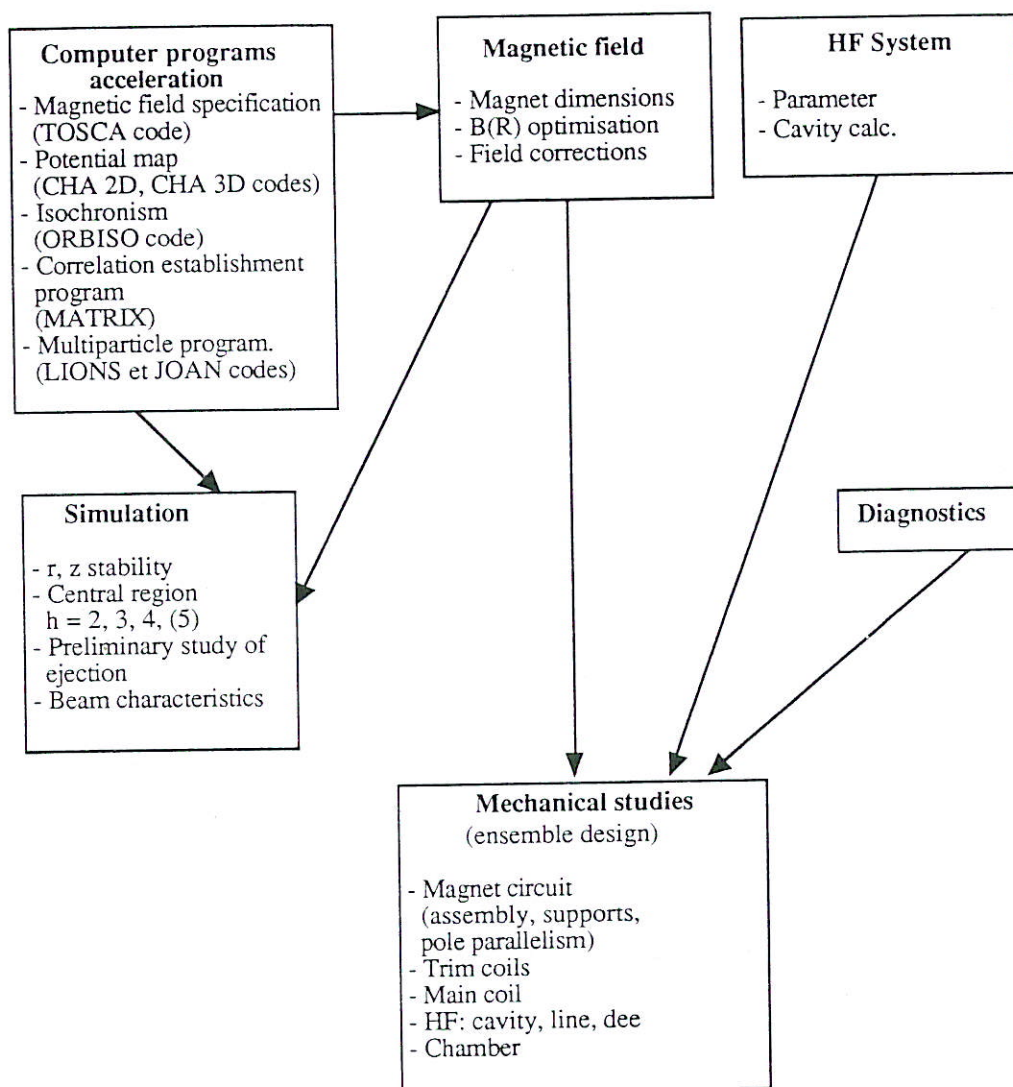 Computer programs
acceleration
- Magnetic field specification
(TOSCA code)
- Potential map
(CHA 2D, CHA 3D codes)
- Isochronism
(ORBISO code)
- Correlation establishment
program
(MATRIX)
- Multiparticle program.
(LIONS et JOAN codes)
Magnetic field
- Magnet dimensions
- B(R) optimisation
- Field corrections
HF System
- Parameter
- Cavity calc.
Simulation
- r, z stability
- Central region
h = 2, 3, 4, (5)
- Preliminary study of
ejection
- Beam characteristics
Diagnostics
Mechanical studies
(ensemble design)
- Magnet circuit
(assembly, supports,
pole parallelism)
- Trim coils
- Main coil
- HF: cavity, line, dee
- Chamber